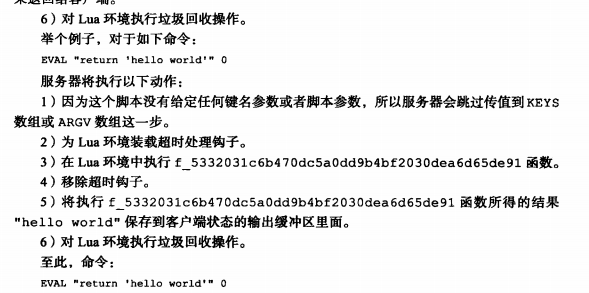 6）对 Lua 环境执行垃圾回收操作。
举个例子，对于如下命令：
EVAL "return 'hello world'" 0
服务器将执行以下动作：
1）因为这个脚本没有给定任何键名参数或者脚本参数，所以服务器会跳过传值到 KEYS
数组或 ARGV 数组这一步。
2）为 Lua 环境装载超时处理钩子。
3）在 Lua 环境中执行 f_5332031c6b470dc5a0dd9b4bf2030dea6d65de91 函数。
4）移除超时钩子。
5）将执行 f_5332031c6b470dc5a0dd9b4bf2030dea6d65de91 函数所得的结果
"hello world" 保存到客户端状态的输出缓冲区里面。
6）对 Lua 环境执行垃圾回收操作。
至此，命令：
EVAL "return 'hello world'" 0